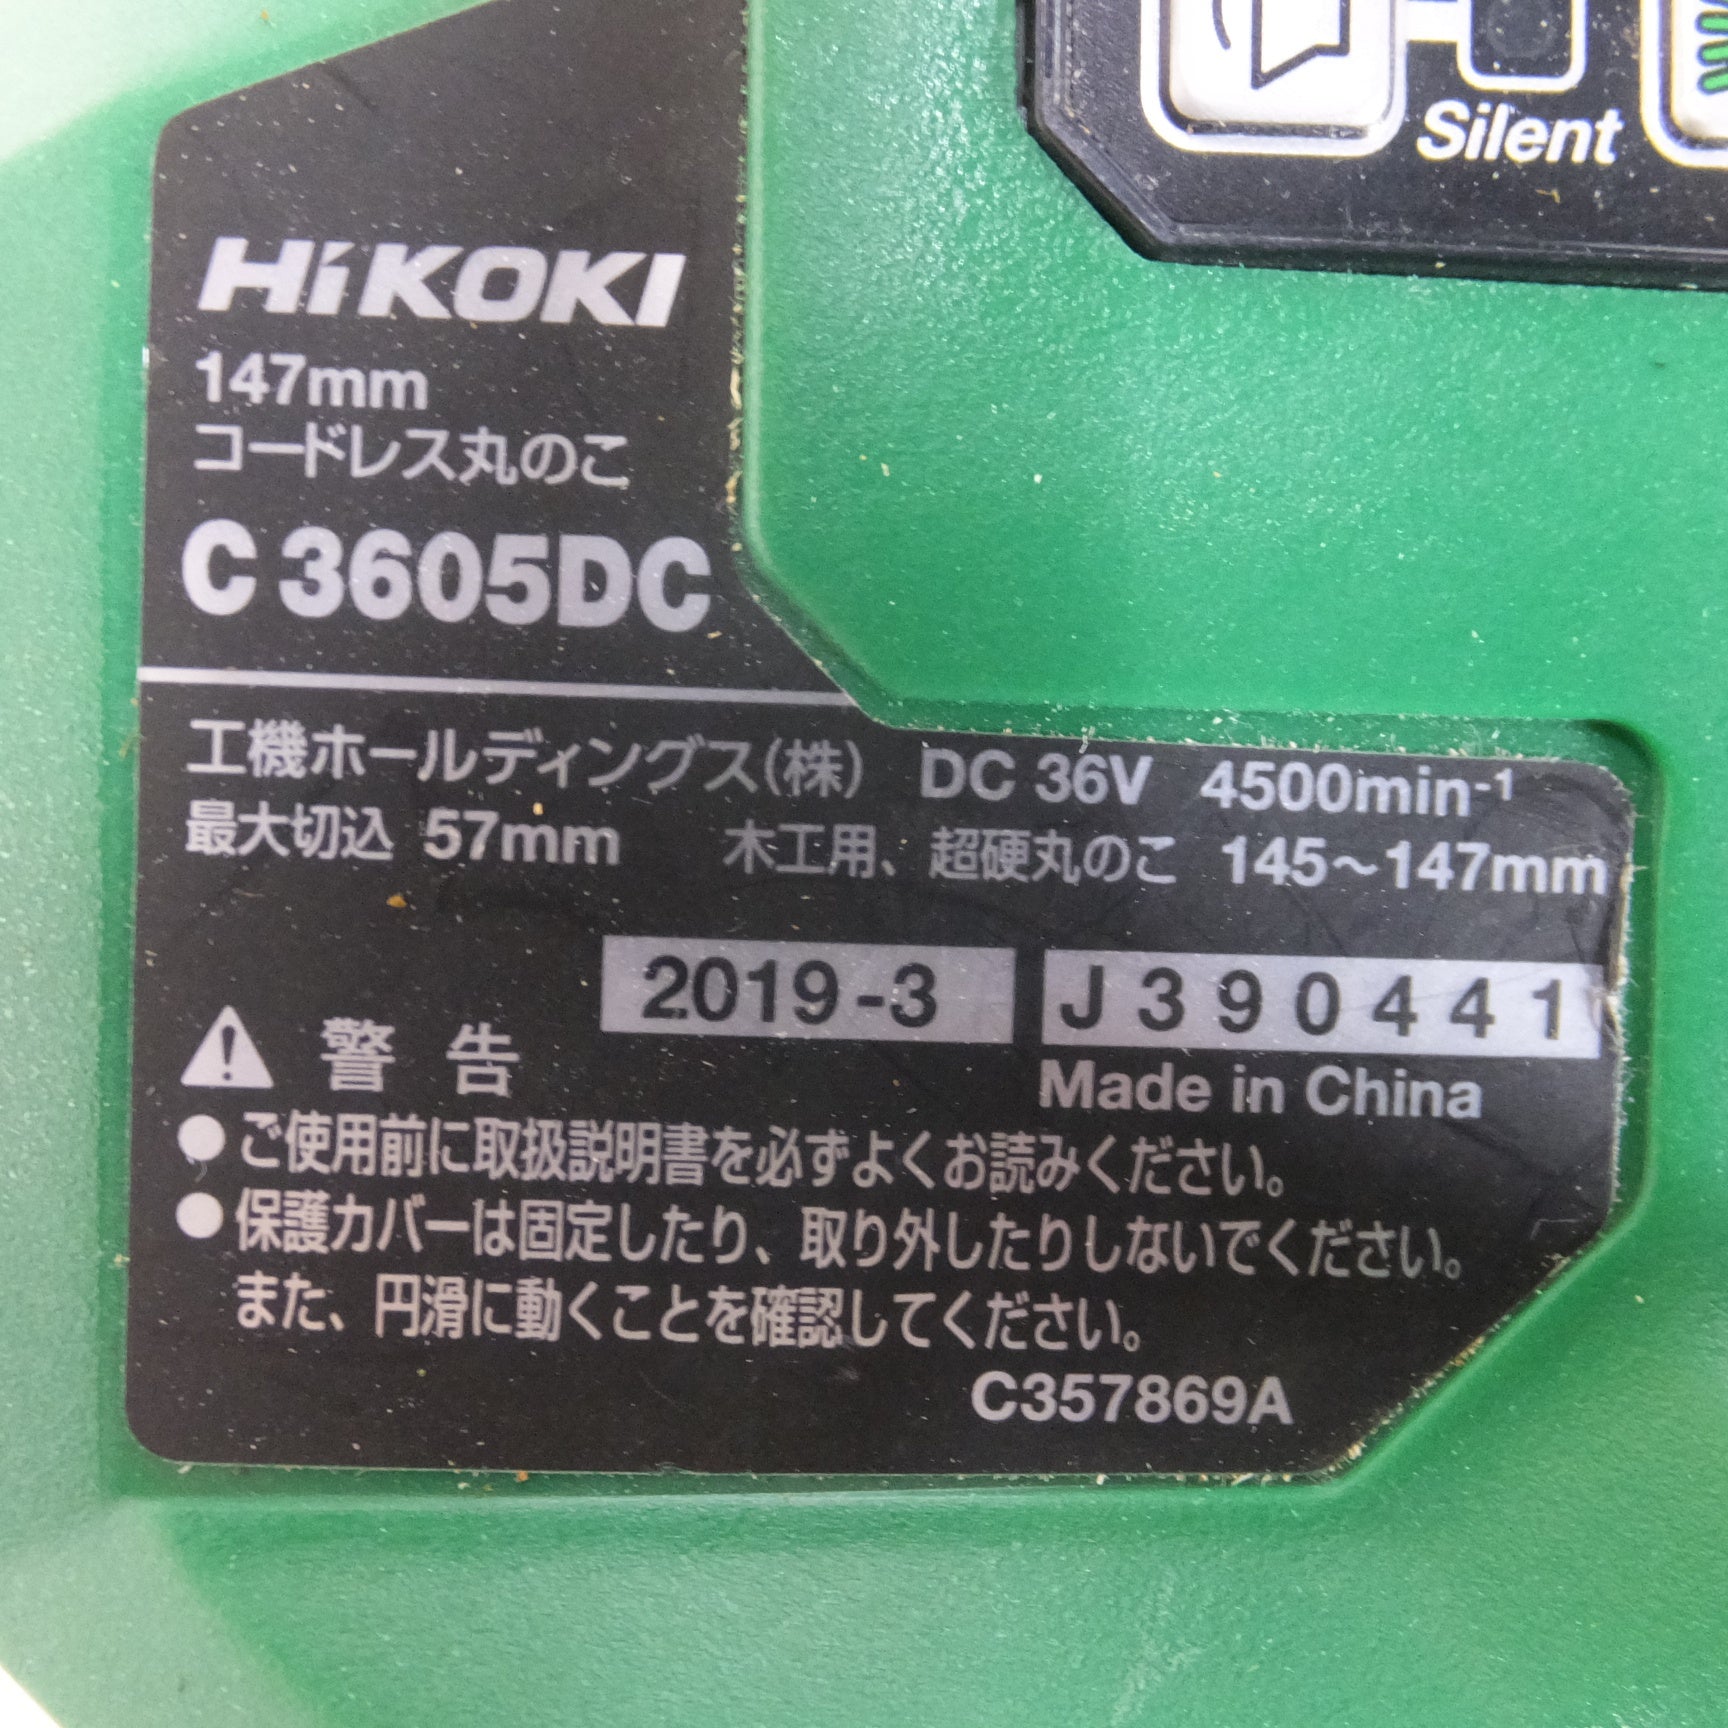 Silent
HiKOKI
147mm
コードレス丸のこ
C 3605DC
工機ホールディングス(株) DC 36V 4500min-1
最大切込 57mm 木工用、超硬丸のこ 145～147mm
2019-3 J390441
Made in China
警告
●ご使用前に取扱説明書を必ずよくお読みください。
●保護カバーは固定したり、取り外したりしないでください。
また、円滑に動くことを確認してください。
C357869A